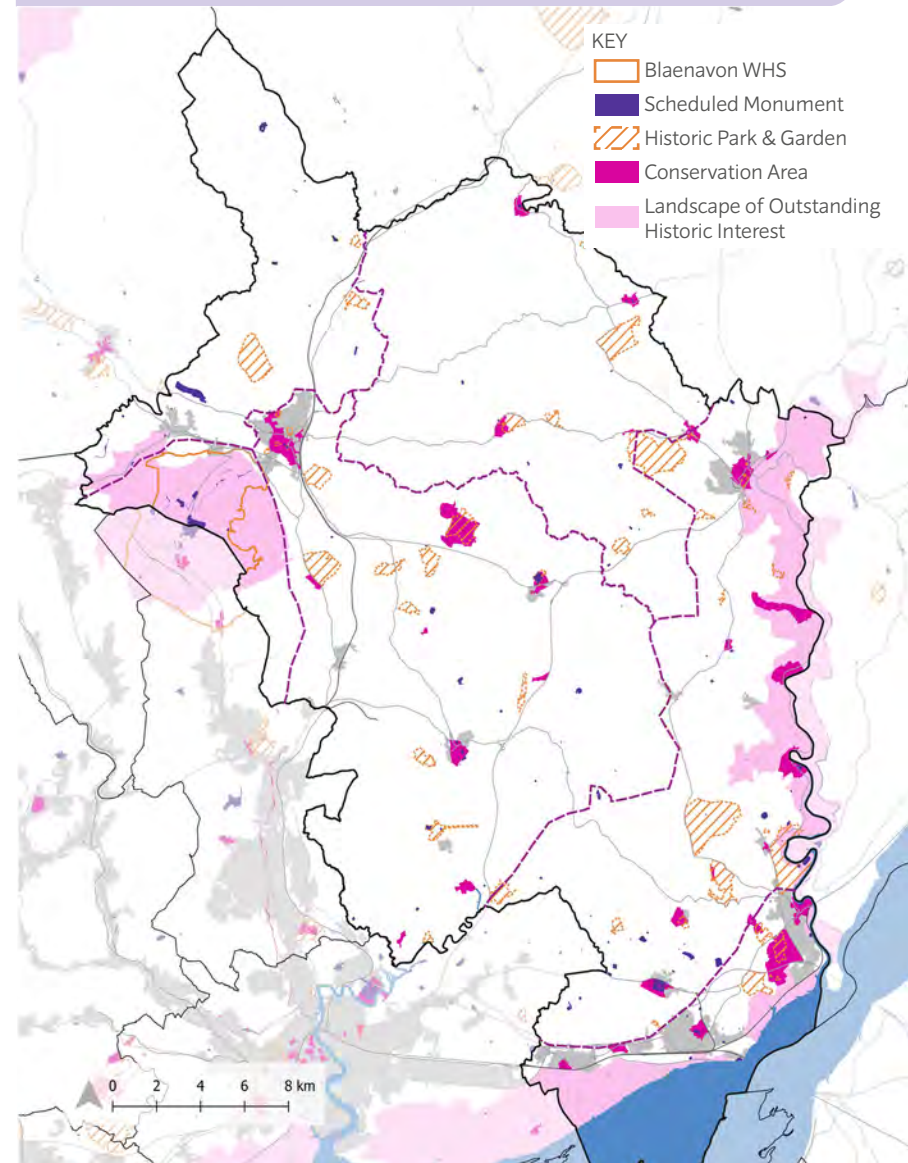 KEY
Blaenavon WHS
Scheduled Monument
Historic Park & Garden
Conservation Area
Landscape of Outstanding
Historic Interest
0 2 4 6 8 km